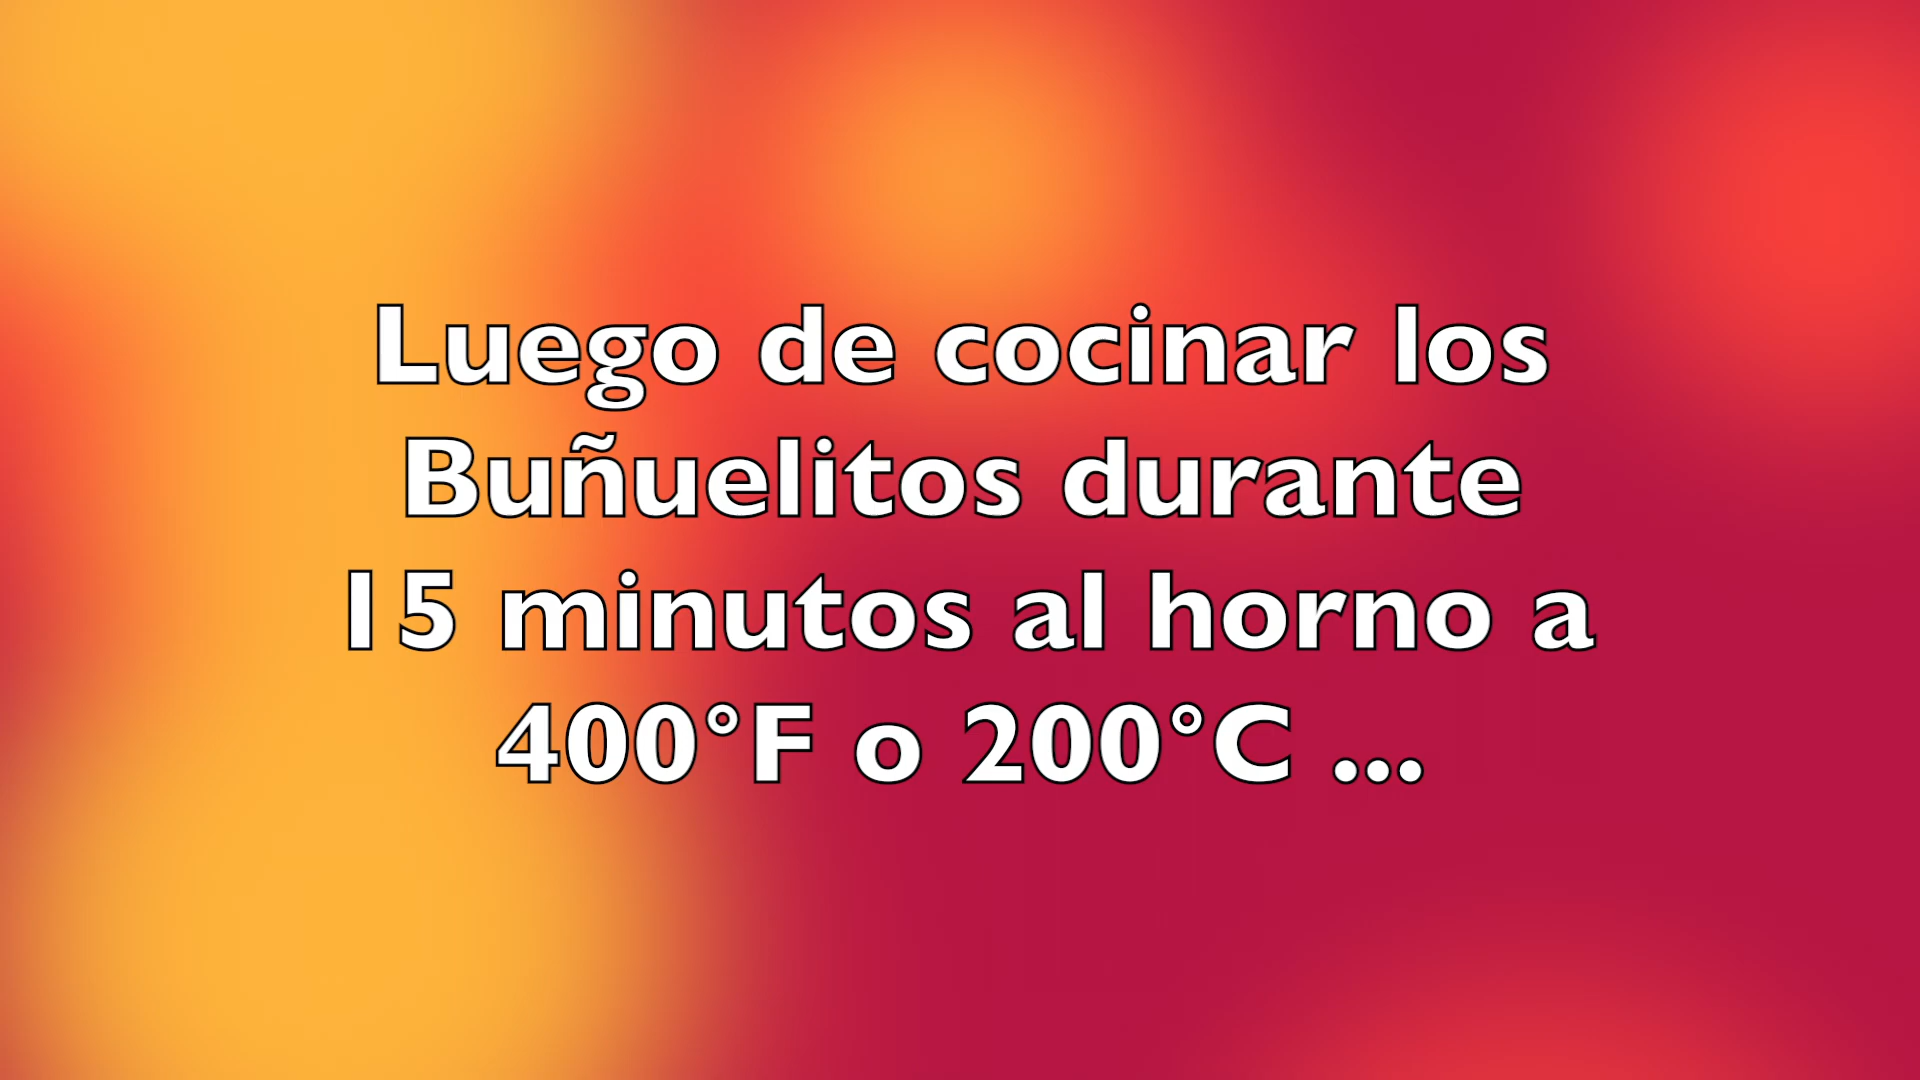 Luego de cocinar los
Buñuelitos durante
15 minutos al horno a
400°F o 200°C ...